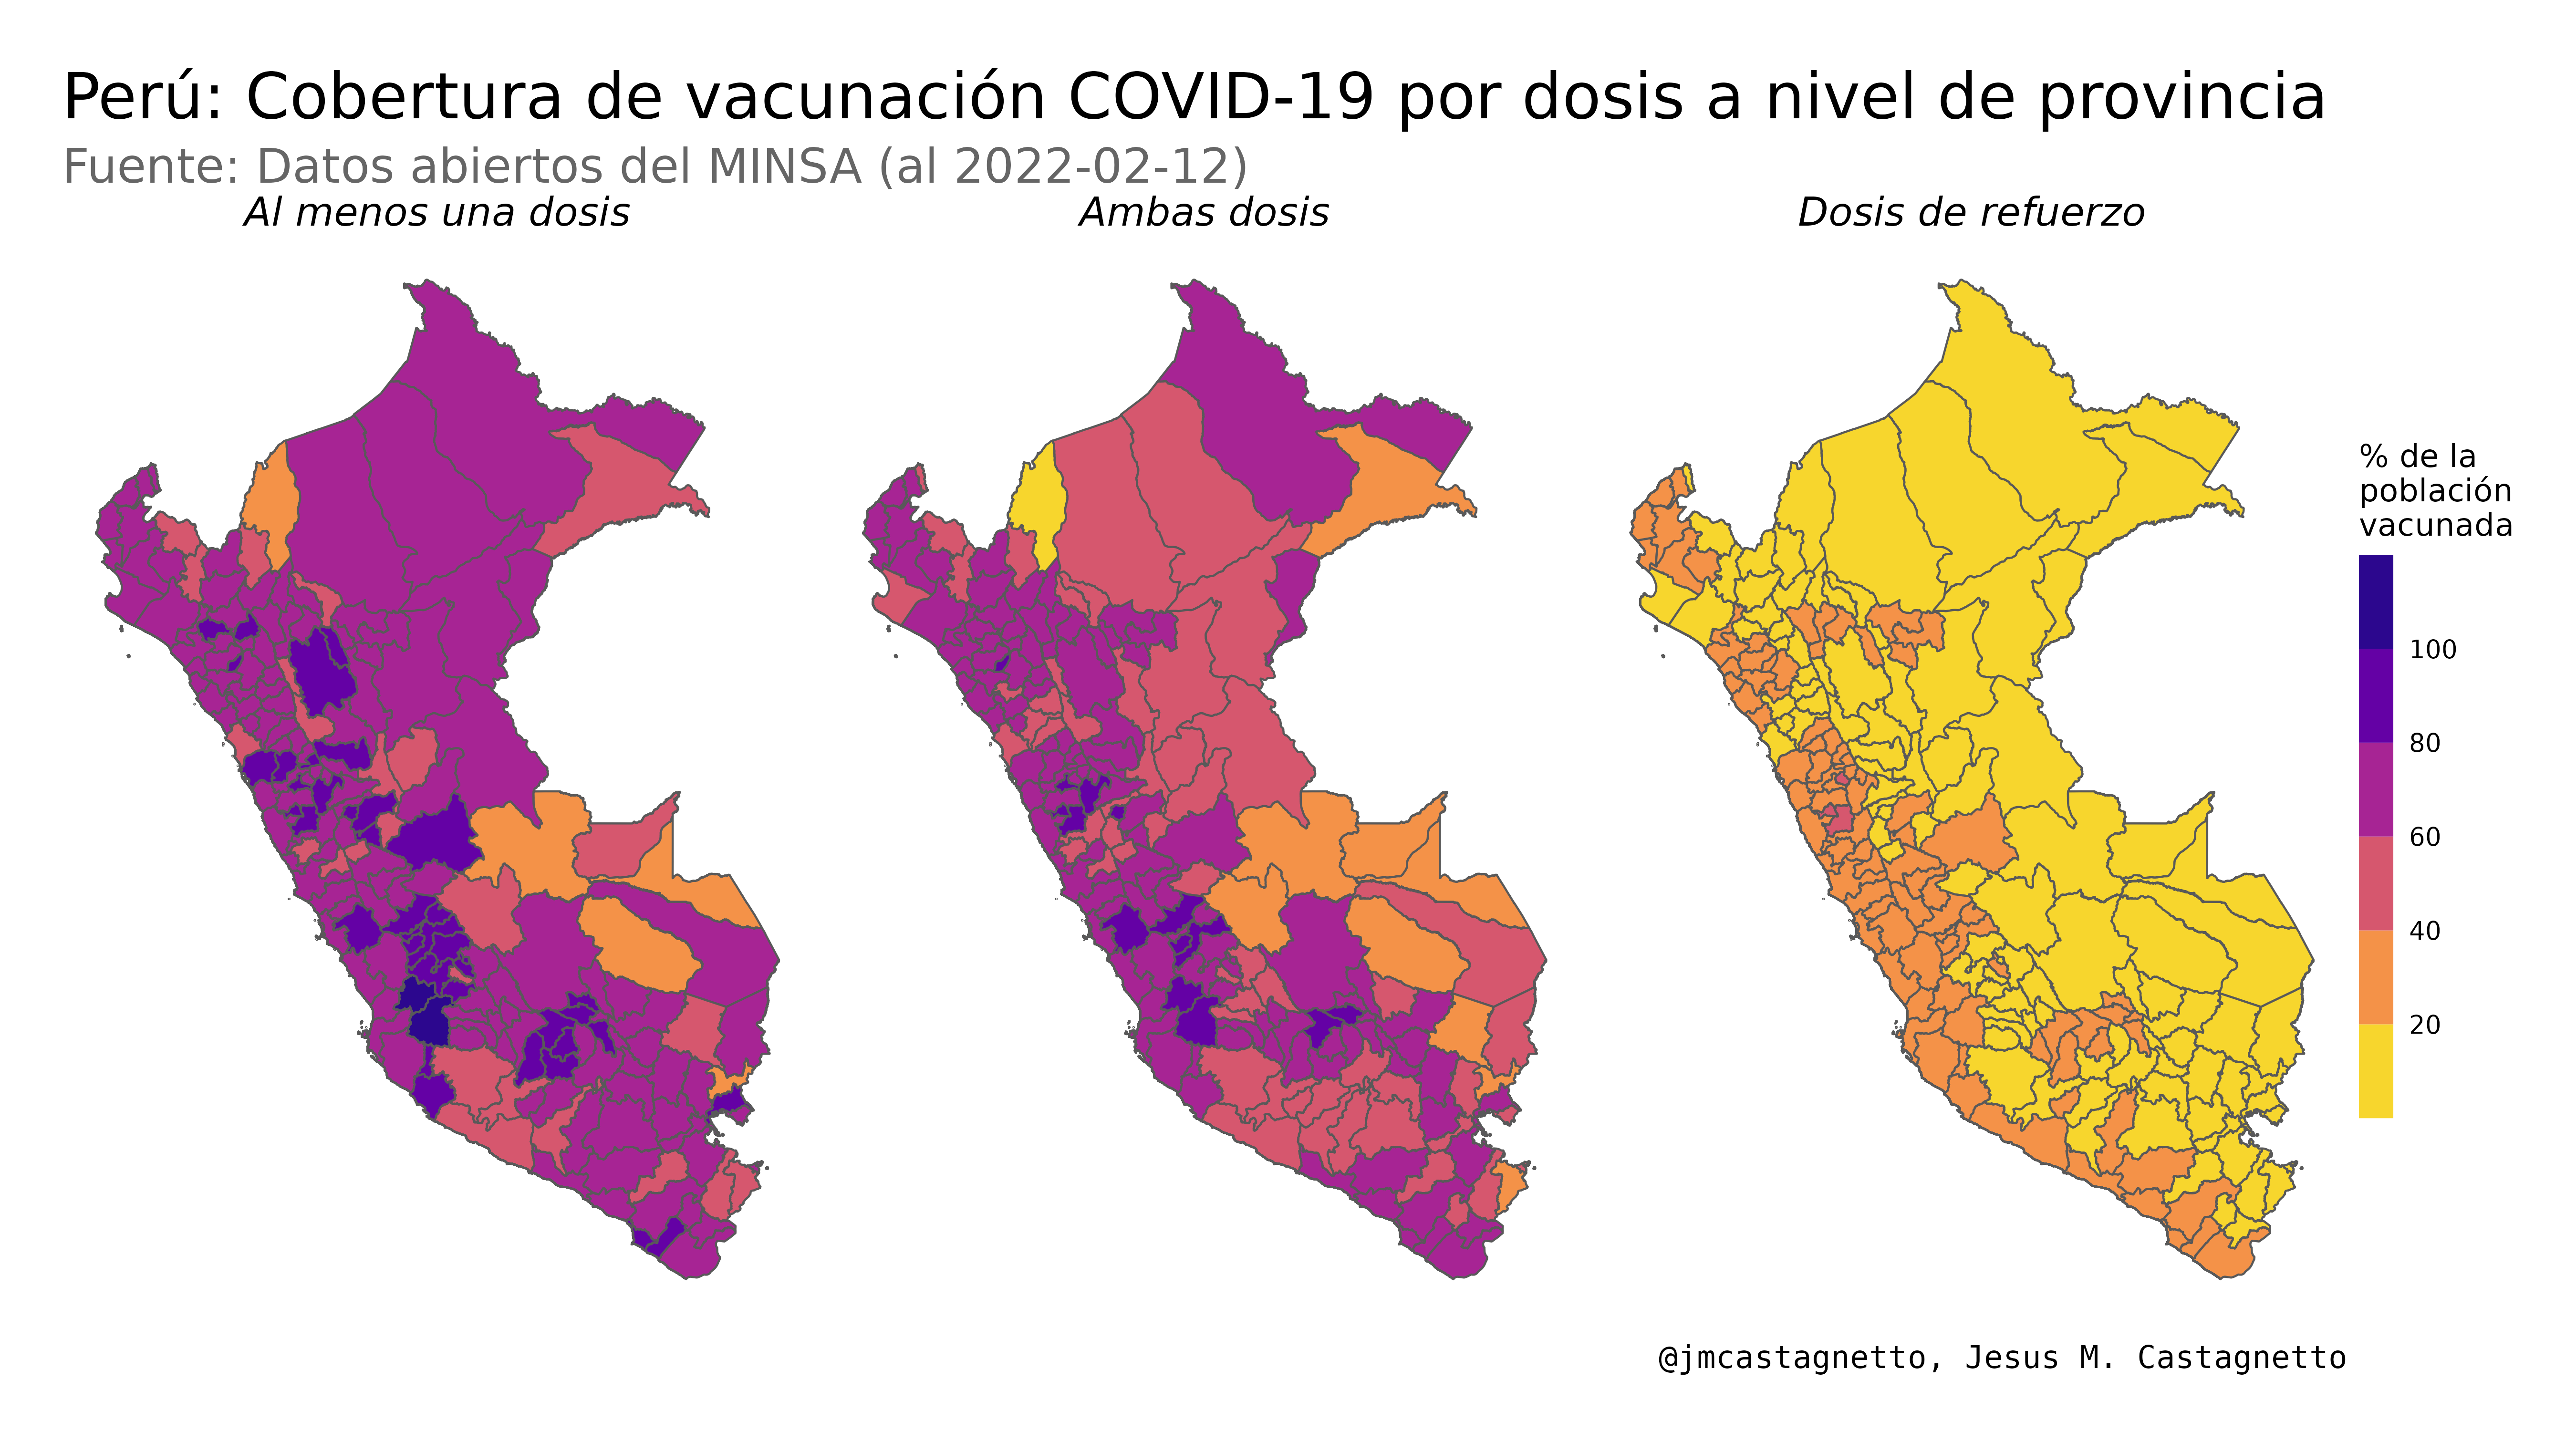 Perú: Cobertura de vacunación COVID-19 por dosis a nivel de provincia
Fuente: Datos abiertos del MINSA (al 2022-02-12)
Al menos una dosis
Ambas dosis
Dosis de refuerzo
% de la
población
vacunada
100
80
60
40
20
@jmcastagnetto, Jesus M. Castagnetto